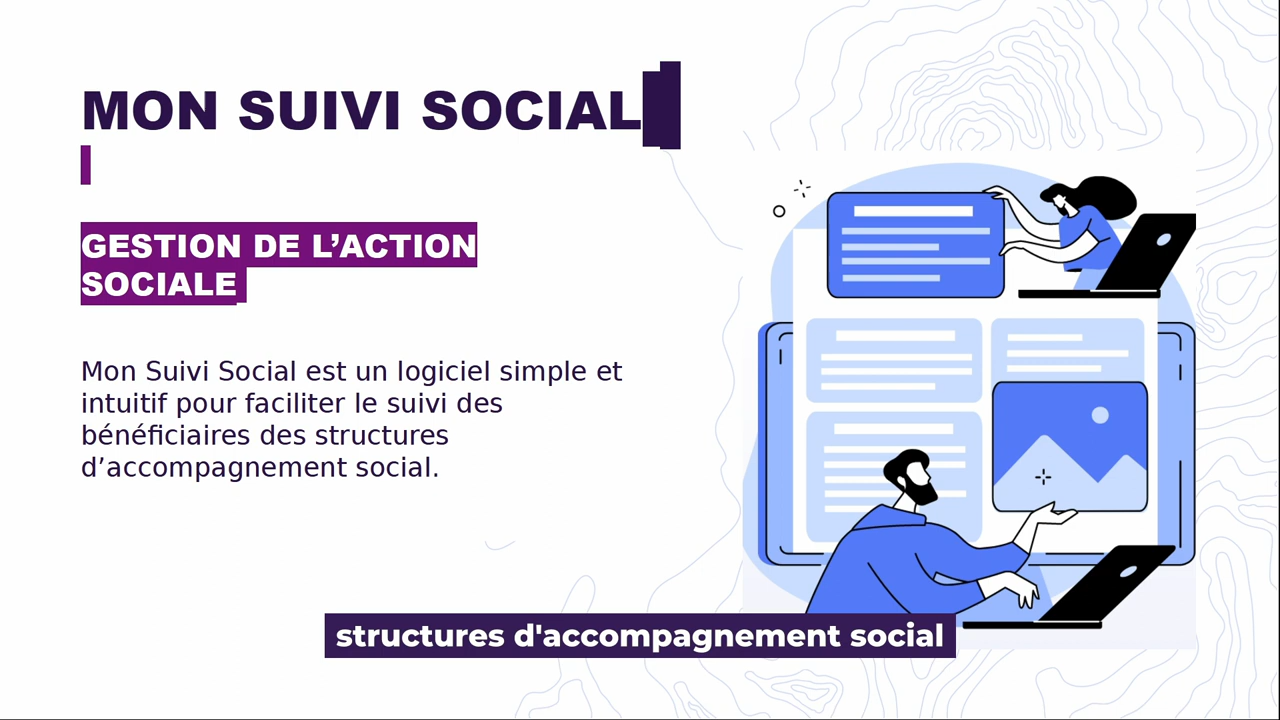 MON SUIVI SOCIAL
GESTION DE L’ACTION
SOCIALE
Mon Suivi Social est un logiciel simple et
intuitif pour faciliter le suivi des
bénéficiaires des structures
d’accompagnement social.
structures d'accompagnement social